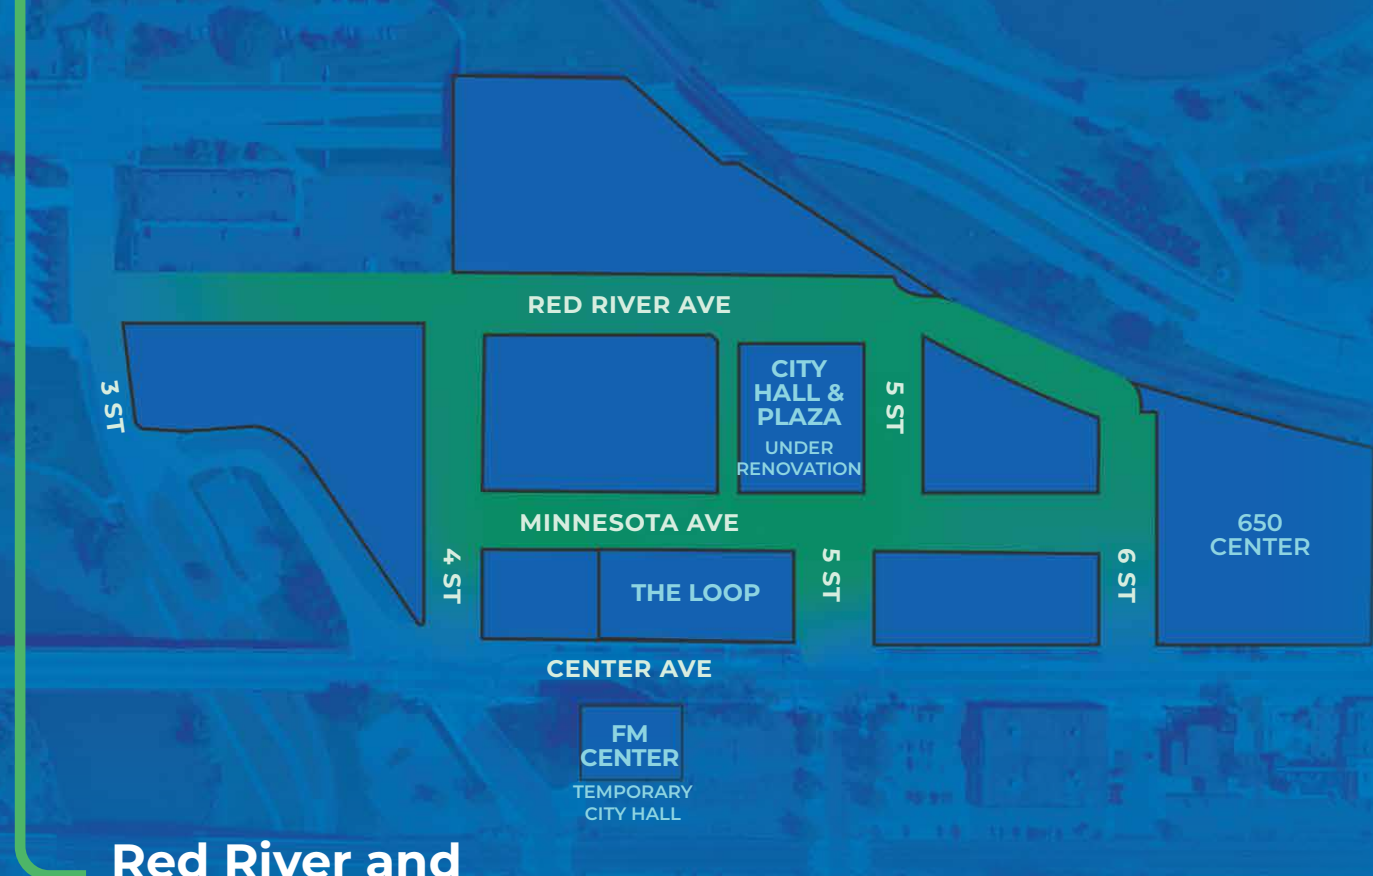 RED RIVER AVE
CITY
HALL &
PLAZA
UNDER
RENOVATION
3 ST
5 ST
MINNESOTA AVE
650
CENTER
4 ST
THE LOOP
5 ST
6 ST
CENTER AVE
FM
CENTER
TEMPORARY
CITY HALL
Red River and